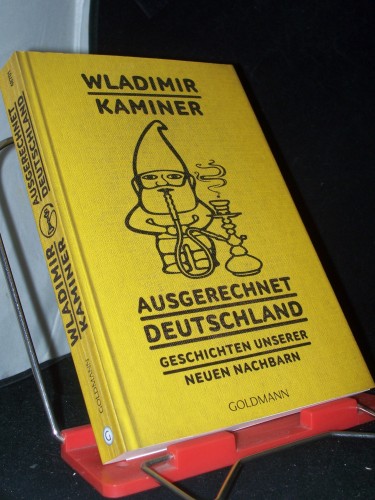 WLADIMIR
KAMINER
AUSGERECHNET
DEUTSCHLAND
GESCHICHTEN UNSERER
NEUEN NACHBARN
GOLDMANN
WLADIMIR
KAMINER
AUSGERECHNET
DEUTSCHLAND
GOLDMANN
G